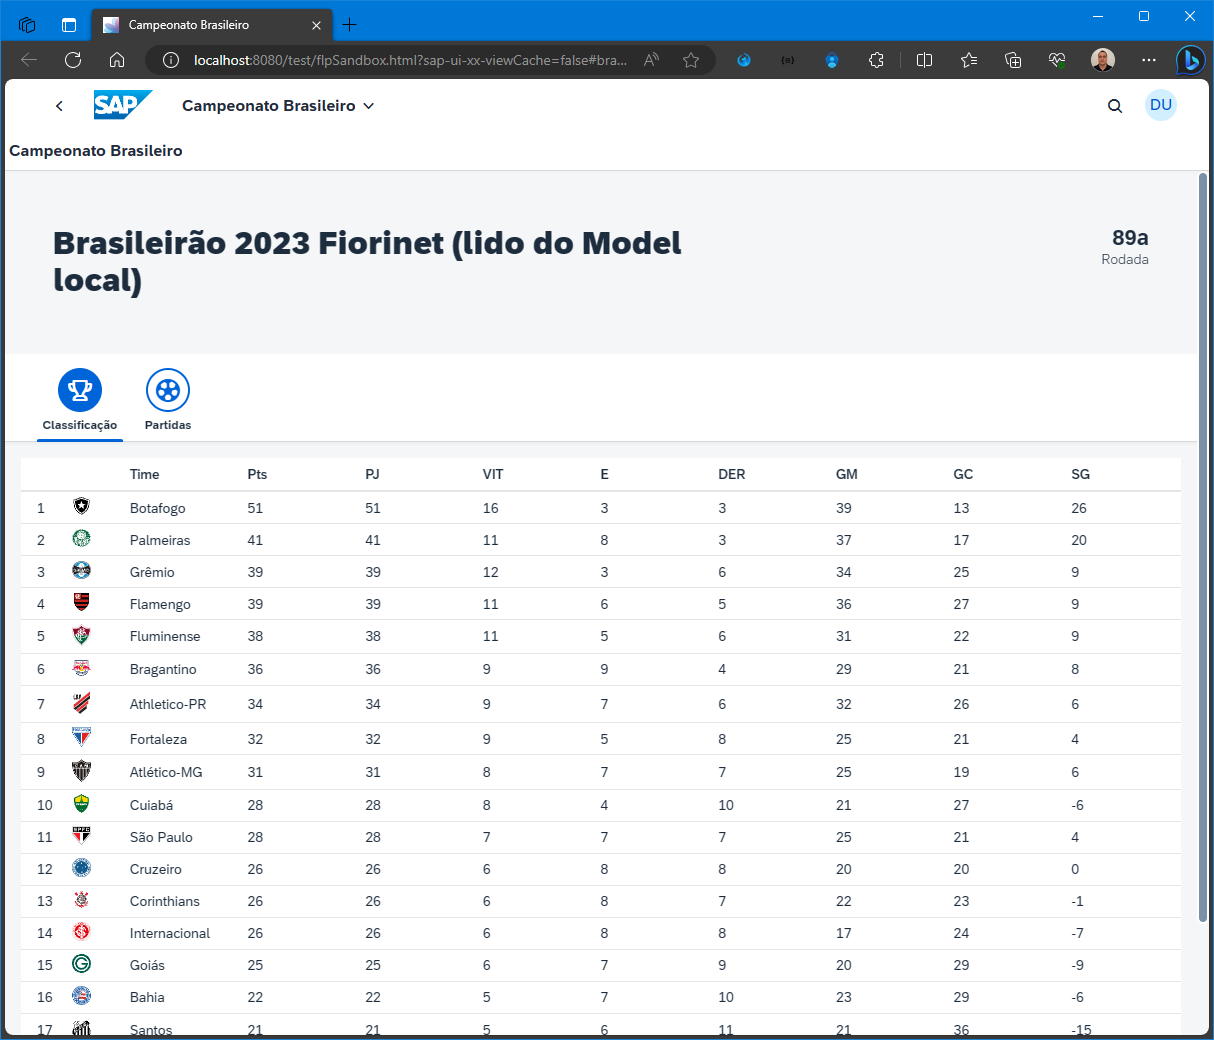 Campeonato Brasileiro
localhost:8080/test/flpSandbox.html?sap-ui-xx-viewCache=false#bra...
SAP Campeonato Brasileiro DU
Campeonato Brasileiro
Brasileirão 2023 Fiorinet (lido do Model
local)
89a
Rodada
Classificação Partidas
Time Pts PJ VIT E DER GM GC SG
1 Botafogo 51 51 16 3 3 39 13 26
2 Palmeiras 41 41 11 8 3 37 17 20
3 Grêmio 39 39 12 3 6 34 25 9
4 Flamengo 39 39 11 6 5 36 27 9
5 Fluminense 38 38 11 5 6 31 22 9
6 Bragantino 36 36 9 9 4 29 21 8
7 Athletico-PR 34 34 9 7 6 32 26 6
8 Fortaleza 32 32 9 5 8 25 21 4
9 Atlético-MG 31 31 8 7 7 25 19 6
10 Cuiabá 28 28 8 4 10 21 27 -6
11 São Paulo 28 28 7 7 7 25 21 4
12 Cruzeiro 26 26 6 8 8 20 20 0
13 Corinthians 26 26 6 8 7 22 23 -1
14 Internacional 26 26 6 8 8 17 24 -7
15 Goiás 25 25 6 7 9 20 29 -9
16 Bahia 22 22 5 7 10 23 29 -6
17 Santos 21 21 5 6 11 21 36 -15